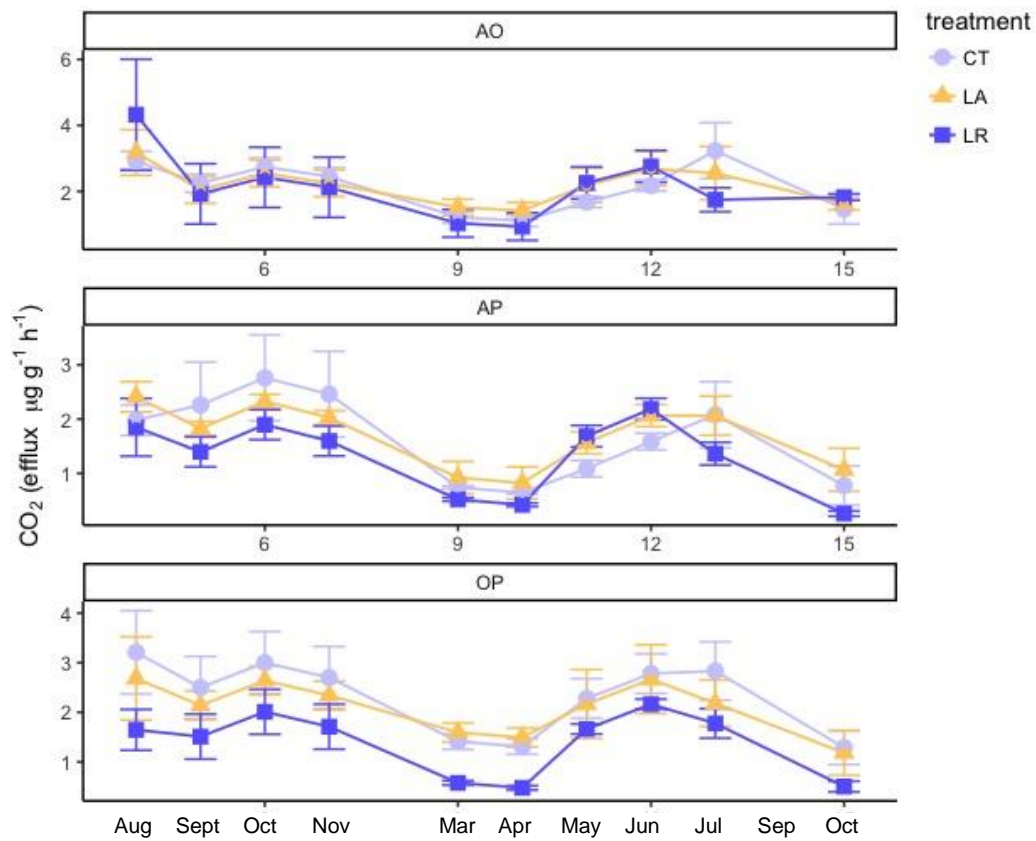 treatment
CT
LA
LR
AO
6
4
2
6 9 12 15
AP
3
2
1
6 9 12 15
OP
4
3
2
1
Aug Sept Oct Nov Mar Apr May Jun Jul Sep Oct
CO₂ (efflux µg g⁻¹ h⁻¹)